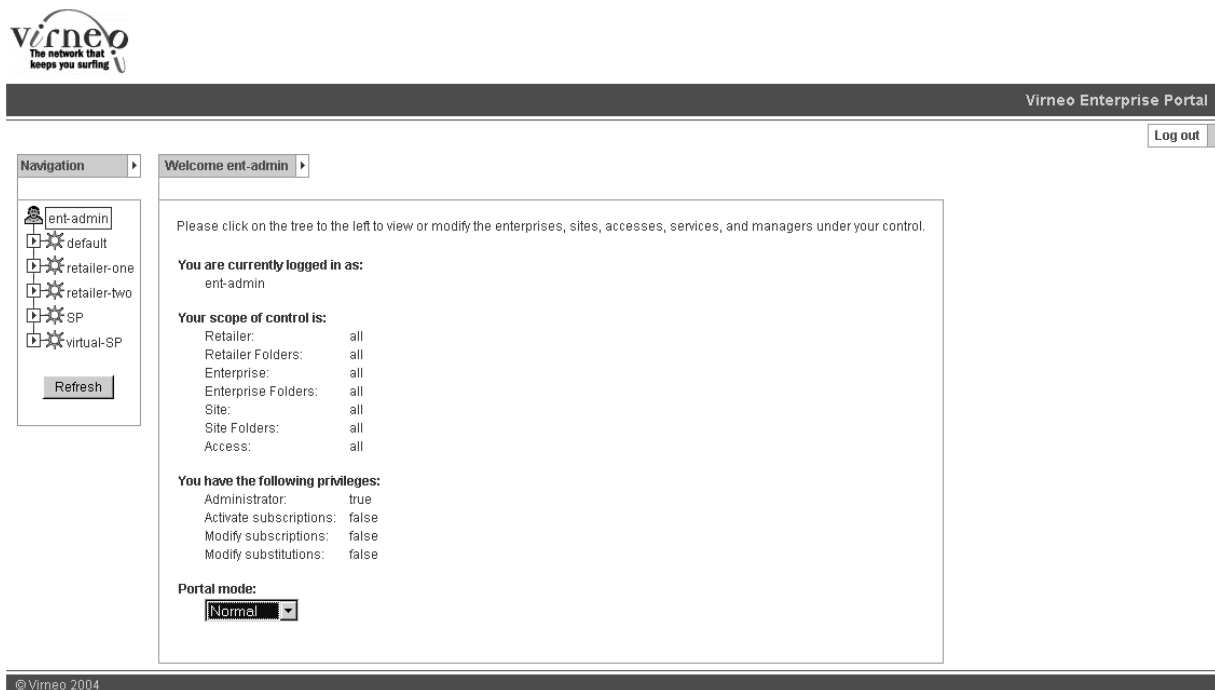 Virneo
The network that
keeps you surfing
Virneo Enterprise Portal
Log out
Navigation
Welcome ent-admin
ent-admin
default
retailer-one
retailer-two
SP
virtual-SP
Refresh
Please click on the tree to the left to view or modify the enterprises, sites, accesses, services, and managers under your control.
You are currently logged in as:
ent-admin
Your scope of control is:
Retailer: all
Retailer Folders: all
Enterprise: all
Enterprise Folders: all
Site: all
Site Folders: all
Access: all
You have the following privileges:
Administrator: true
Activate subscriptions: false
Modify subscriptions: false
Modify substitutions: false
Portal mode:
Normal
© Virneo 2004